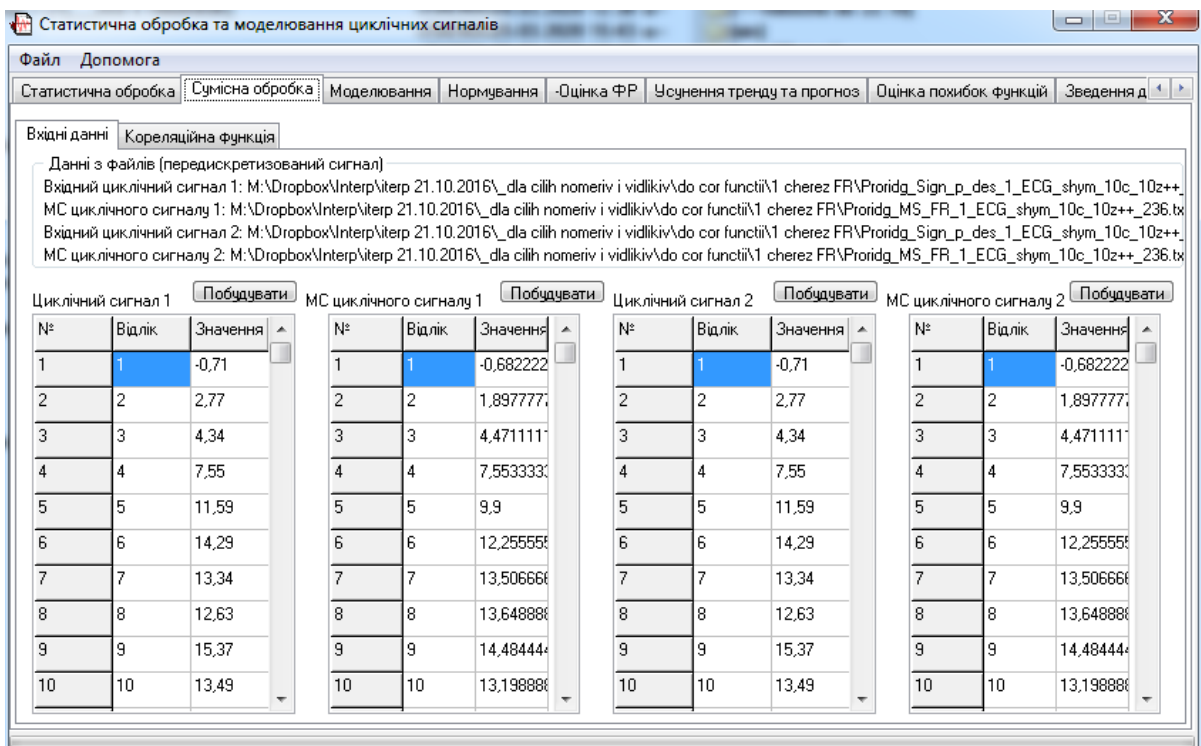 Статистична обробка та моделювання циклічних сигналів
Файл Допомога
Статистична обробка Сумісна обробка Моделювання Нормування -Оцінка ФР Усунення тренду та прогноз Оцінка похибок функцій Зведення д
Вхідні данні Кореляційна функція
Данні з файлів (передискретизований сигнал)
Вхідний циклічний сигнал 1: M:\Dropbox\Interp\iterp 21.10.2016\_dla cilih nomeriv i vidlikiv\do cor functii\1 cherez FR\Proridg_Sign_p_des_1_ECG_shym_10c_10z++_
МС циклічного сигналу 1: M:\Dropbox\Interp\iterp 21.10.2016\_dla cilih nomeriv i vidlikiv\do cor functii\1 cherez FR\Proridg_MS_FR_1_ECG_shym_10c_10z++_236.tx
Вхідний циклічний сигнал 2: M:\Dropbox\Interp\iterp 21.10.2016\_dla cilih nomeriv i vidlikiv\do cor functii\1 cherez FR\Proridg_Sign_p_des_1_ECG_shym_10c_10z++_
МС циклічного сигналу 2: M:\Dropbox\Interp\iterp 21.10.2016\_dla cilih nomeriv i vidlikiv\do cor functii\1 cherez FR\Proridg_MS_FR_1_ECG_shym_10c_10z++_236.tx
Циклічний сигнал 1 Побудувати МС циклічного сигналу 1 Побудувати Циклічний сигнал 2 Побудувати МС циклічного сигналу 2 Побудувати
№ Відлік Значення № Відлік Значення № Відлік Значення № Відлік Значення
1 1 -0,71 1 1 -0,682222 1 1 -0,71 1 1 -0,682222
2 2 2,77 2 2 1,8977777 2 2 2,77 2 2 1,8977777
3 3 4,34 3 3 4,471111 3 3 4,34 3 3 4,471111
4 4 7,55 4 4 7,5533333 4 4 7,55 4 4 7,5533333
5 5 11,59 5 5 9,9 5 5 11,59 5 5 9,9
6 6 14,29 6 6 12,255555 6 6 14,29 6 6 12,255555
7 7 13,34 7 7 13,506666 7 7 13,34 7 7 13,506666
8 8 12,63 8 8 13,648888 8 8 12,63 8 8 13,648888
9 9 15,37 9 9 14,484444 9 9 15,37 9 9 14,484444
10 10 13,49 10 10 13,198888 10 10 13,49 10 10 13,198888